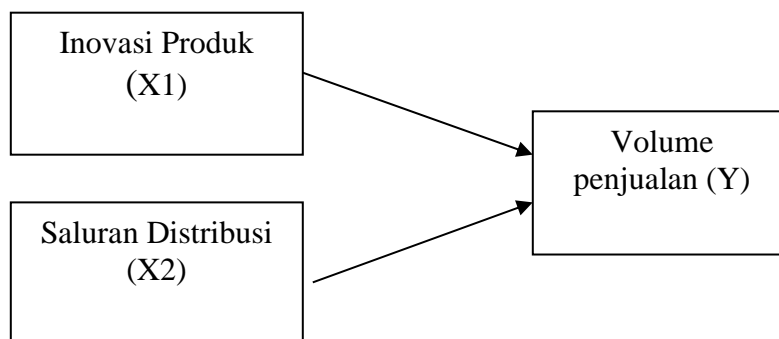 Inovasi Produk
(X1)
Volume
penjualan (Y)
Saluran Distribusi
(X2)